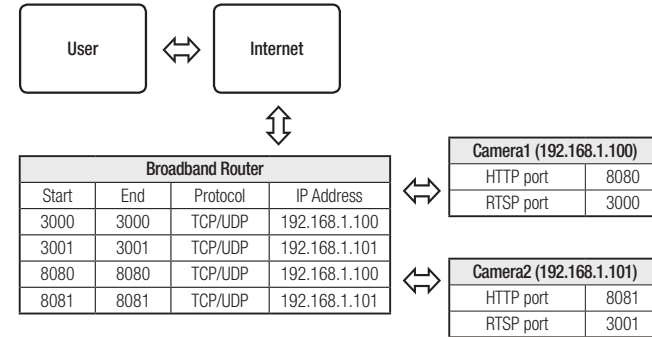 User
Internet
Broadband Router
Start End Protocol IP Address
3000 3000 TCP/UDP 192.168.1.100
3001 3001 TCP/UDP 192.168.1.101
8080 8080 TCP/UDP 192.168.1.100
8081 8081 TCP/UDP 192.168.1.101
Camera1 (192.168.1.100)
HTTP port 8080
RTSP port 3000
Camera2 (192.168.1.101)
HTTP port 8081
RTSP port 3001